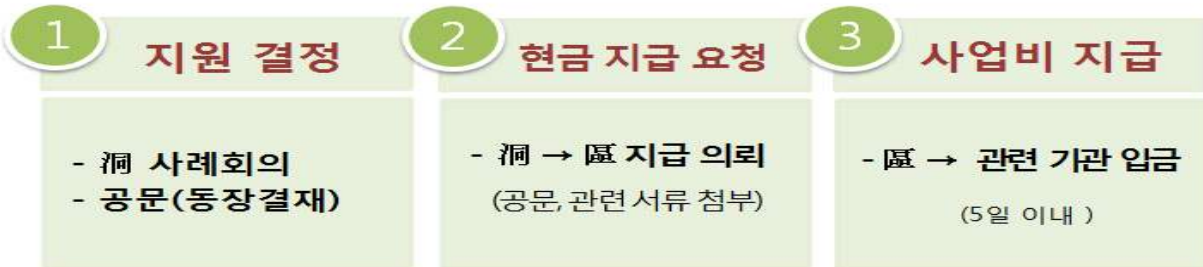 1
지원 결정
- 洞 사례회의
- 공문(동장결재)
2
현금 지급 요청
- 洞 → 區 지급 의뢰
(공문, 관련 서류 첨부)
3
사업비 지급
- 區 → 관련 기관 입금
(5일 이내 )